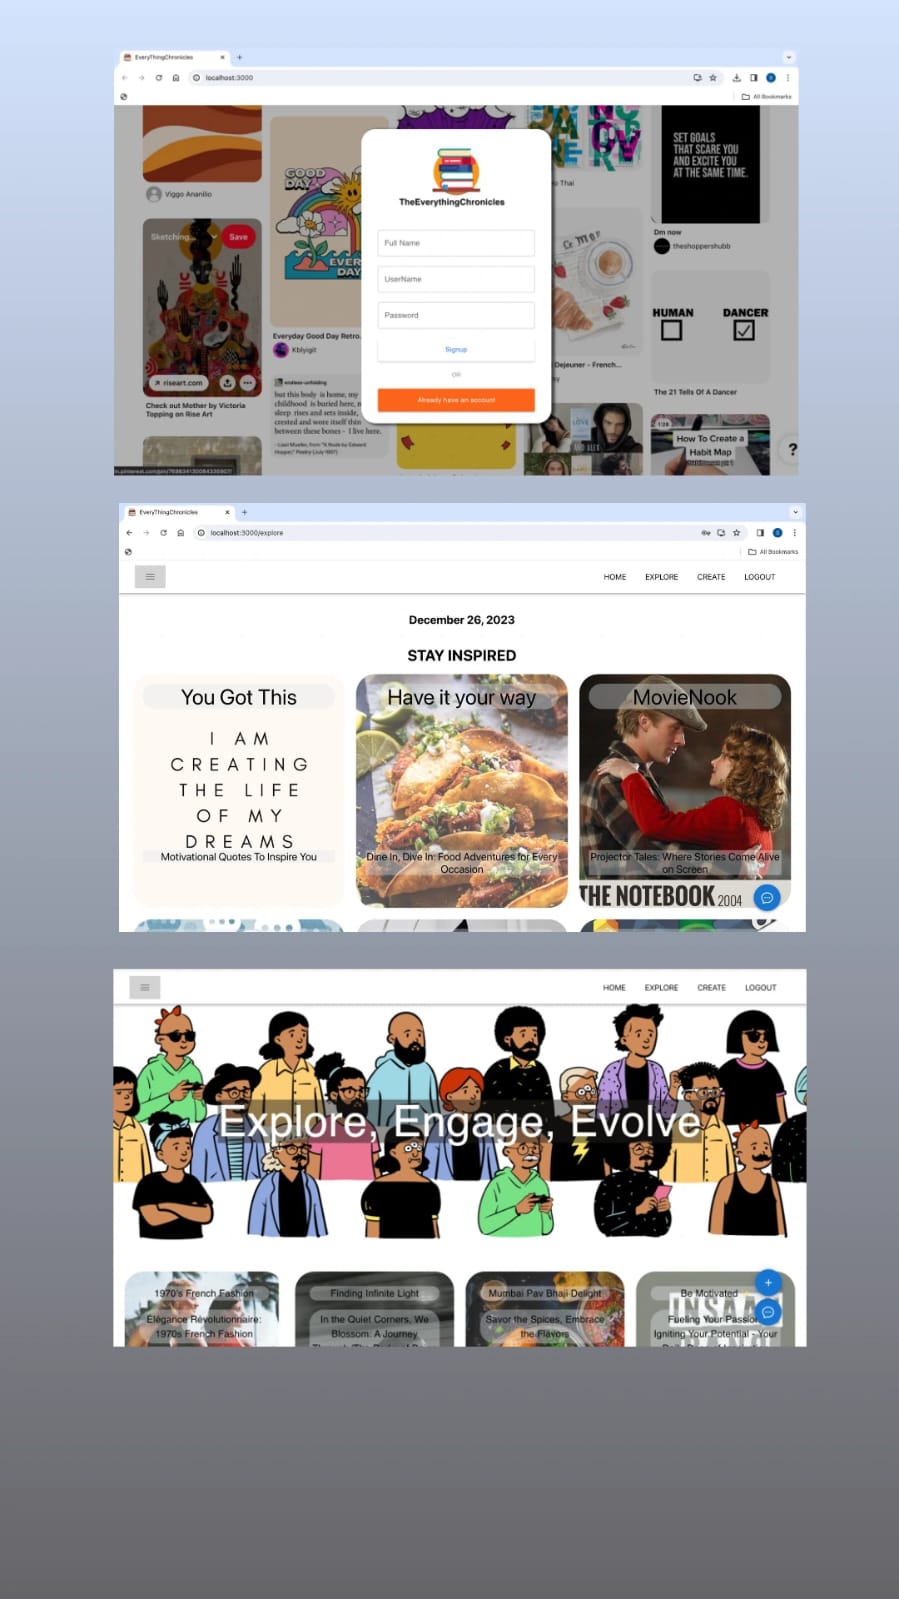 EveryThingChronicles
localhost:3000
All Bookmarks
Viggo Ananilio
Sketching...
Save
riseart.com
Check out Mother by Victoria
Topping on Rise Art
GOOD
DAY
EVERY
DAY
Everyday Good Day Retro...
Kblyigit
endless-unfolding
but this body is home, my
childhood is buried here, m
sleep rises and sets inside,
crested and wore itself thin
between these bones - I live here.
TheEverythingChronicles
Full Name
UserName
Password
Signup
OR
Already have an account
o Thai
Dejeuner - French...
LOVE
SET GOALS
THAT SCARE YOU
AND EXCITE YOU
AT THE SAME TIME.
Dm now
theshoppershubb
HUMAN DANCER
The 21 Tells Of A Dancer
1:36
How To Create a
Habit Map
?
EveryThingChronicles
localhost:3000/explore
All Bookmarks
HOME EXPLORE CREATE LOGOUT
December 26, 2023
STAY INSPIRED
You Got This
I AM
CREATING
THE LIFE
OF MY
DREAMS
Motivational Quotes To Inspire You
Have it your way
Dine In, Dive In: Food Adventures for Every
Occasion
MovieNook
Projector Tales: Where Stories Come Alive
on Screen
THE NOTEBOOK 2004
HOME EXPLORE CREATE LOGOUT
Explore, Engage, Evolve
1970's French Fashion
Élégance Révolutionnaire:
1970s French Fashion
Finding Infinite Light
In the Quiet Corners, We
Blossom: A Journey
Mumbai Pav Bhaji Delight
Savor the Spices, Embrace
the Flavors
Be Motivated
Fueling Your Passion,
Igniting Your Potential - Your